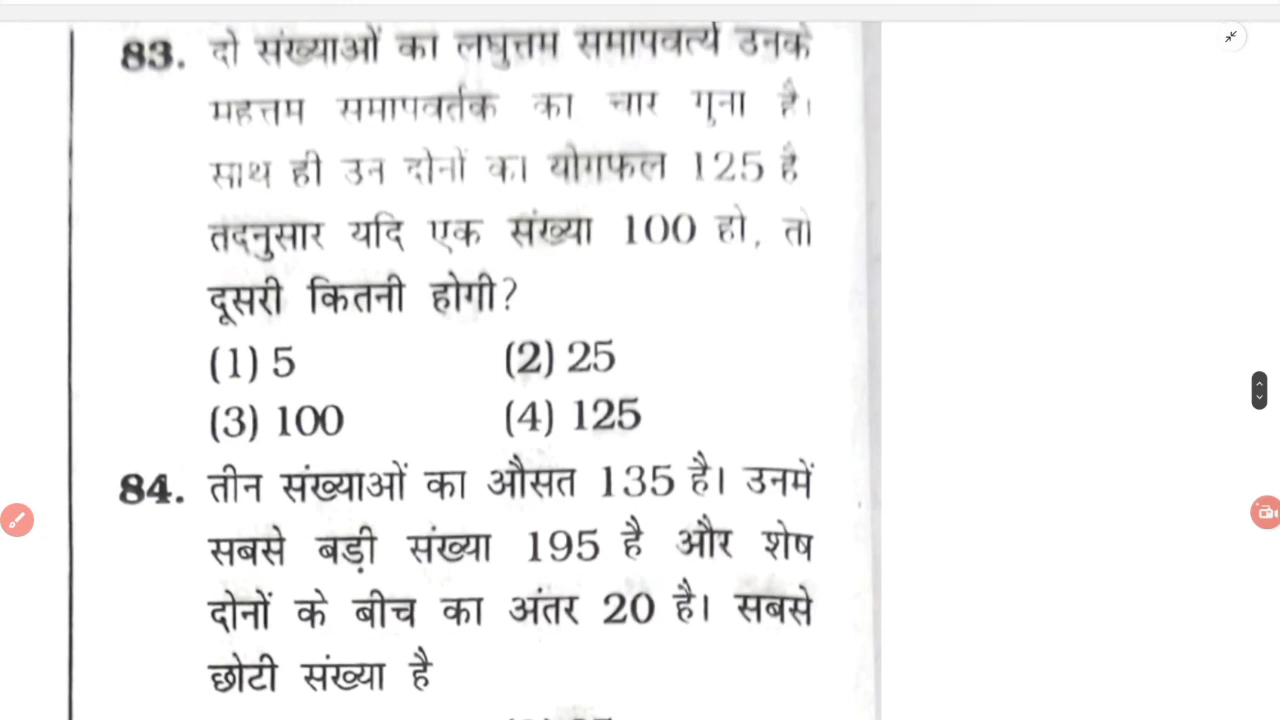 83. दो संख्याओं का लघुत्तम समापवर्त्य उनके
महत्तम समापवर्तक का चार गुना है।
साथ ही उन दोनों का योगफल 125 है
तदनुसार यदि एक संख्या 100 हो, तो
दूसरी कितनी होगी?
(1) 5 (2) 25
(3) 100 (4) 125
84. तीन संख्याओं का औसत 135 है। उनमें
सबसे बड़ी संख्या 195 है और शेष
दोनों के बीच का अंतर 20 है। सबसे
छोटी संख्या है